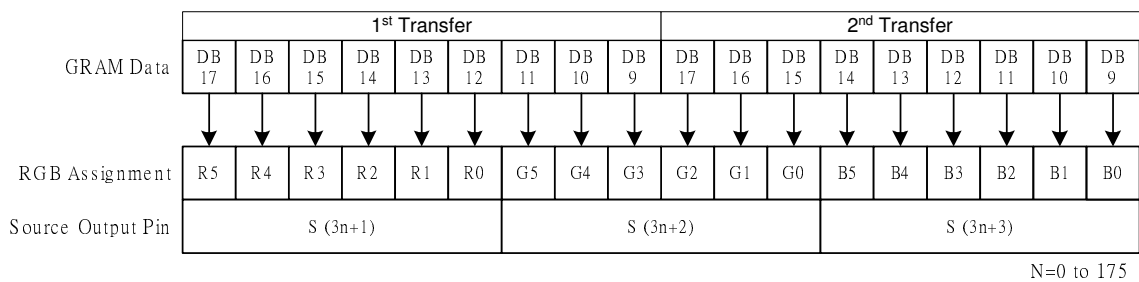 1st Transfer 2nd Transfer
GRAM Data DB 17 DB 16 DB 15 DB 14 DB 13 DB 12 DB 11 DB 10 DB 9 DB 17 DB 16 DB 15 DB 14 DB 13 DB 12 DB 11 DB 10 DB 9
RGB Assignment R5 R4 R3 R2 R1 R0 G5 G4 G3 G2 G1 G0 B5 B4 B3 B2 B1 B0
Source Output Pin S (3n+1) S (3n+2) S (3n+3)
N=0 to 175